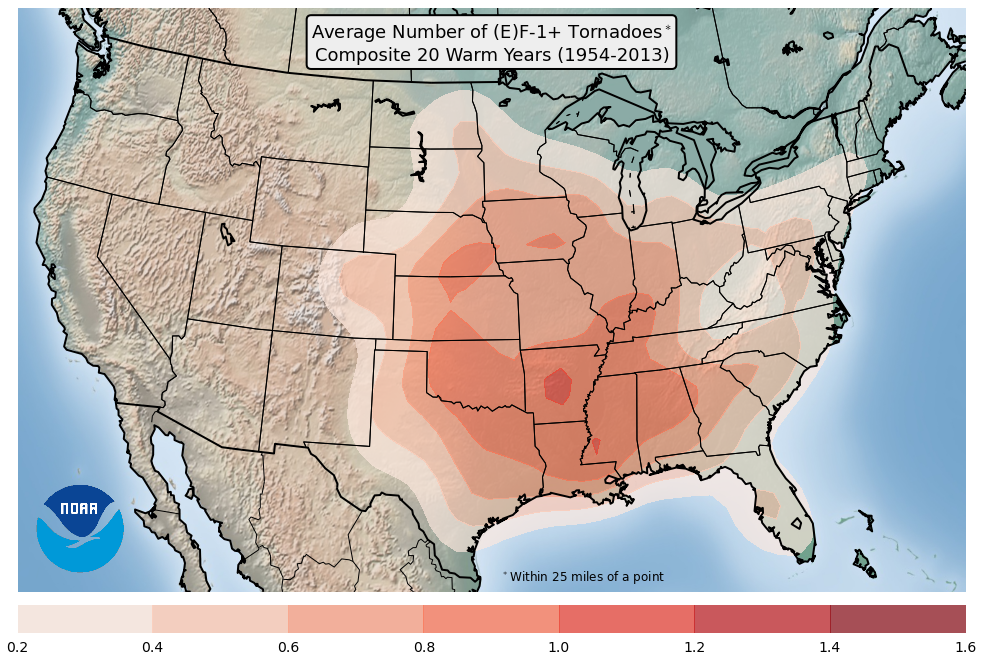 Average Number of (E)F-1+ Tornadoes*
Composite 20 Warm Years (1954-2013)
NOAA
*Within 25 miles of a point
0.2 0.4 0.6 0.8 1.0 1.2 1.4 1.6